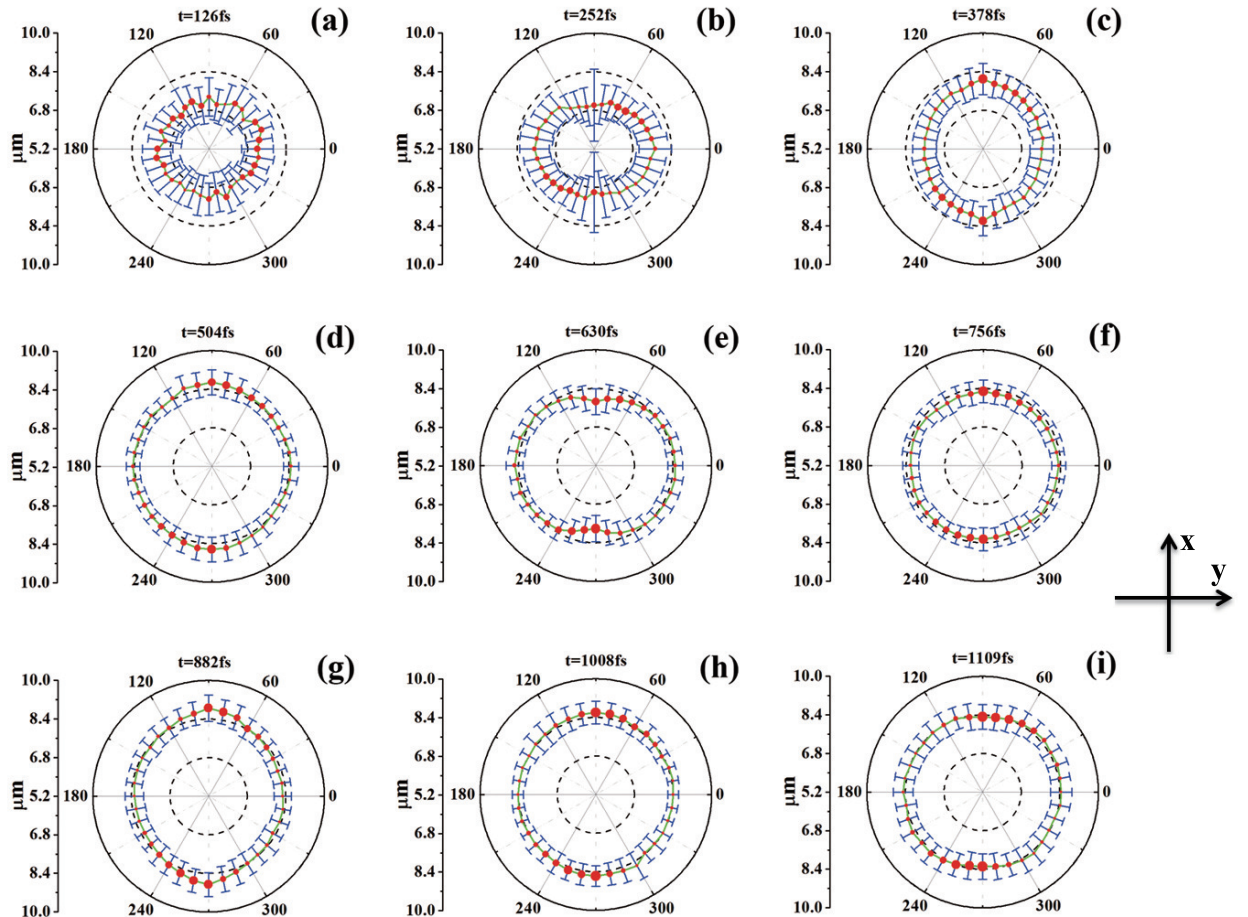 t=126fs (a)
10.0 120 60
8.4
6.8
μm 5.2 180 0
6.8
8.4
10.0 240 300
t=252fs (b)
10.0 120 60
8.4
6.8
μm 5.2 180 0
6.8
8.4
10.0 240 300
t=378fs (c)
10.0 120 60
8.4
6.8
μm 5.2 180 0
6.8
8.4
10.0 240 300
t=504fs (d)
10.0 120 60
8.4
6.8
μm 5.2 180 0
6.8
8.4
10.0 240 300
t=630fs (e)
10.0 120 60
8.4
6.8
μm 5.2 180 0
6.8
8.4
10.0 240 300
t=756fs (f)
10.0 120 60
8.4
6.8
μm 5.2 180 0
6.8
8.4
10.0 240 300
x
y
t=882fs (g)
10.0 120 60
8.4
6.8
μm 5.2 180 0
6.8
8.4
10.0 240 300
t=1008fs (h)
10.0 120 60
8.4
6.8
μm 5.2 180 0
6.8
8.4
10.0 240 300
t=1109fs (i)
10.0 120 60
8.4
6.8
μm 5.2 180 0
6.8
8.4
10.0 240 300